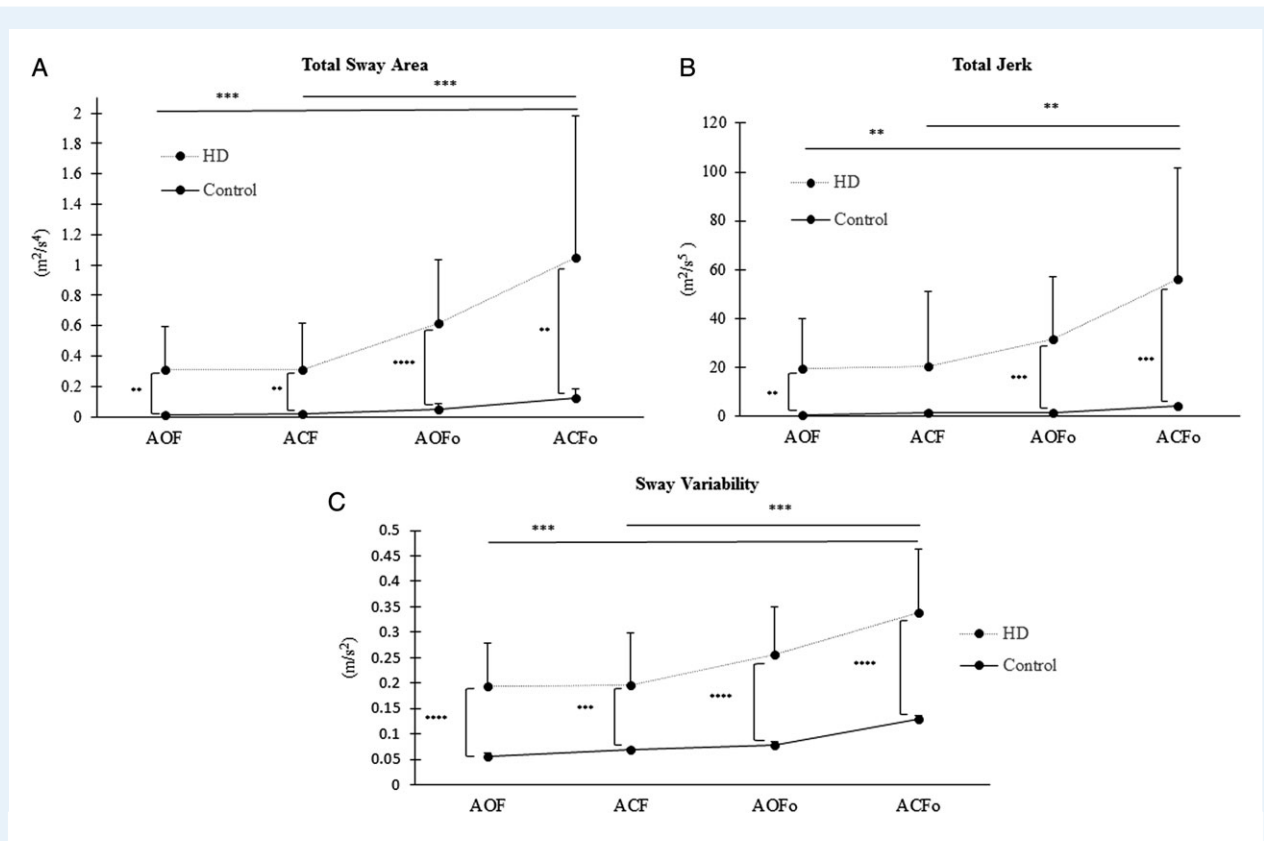 A
Total Sway Area
***
***
2
1.8
1.6
1.4
1.2
1
0.8
0.6
0.4
0.2
0
(m²/s⁴)
HD
Control
**
**
****
**
AOF ACF AOFo ACFo
B
Total Jerk
**
**
120
100
80
60
40
20
0
(m²/s⁵)
HD
Control
**
***
***
AOF ACF AOFo ACFo
C
Sway Variability
***
***
0.5
0.45
0.4
0.35
0.3
0.25
0.2
0.15
0.1
0.05
0
(m/s²)
HD
Control
****
***
****
****
AOF ACF AOFo ACFo